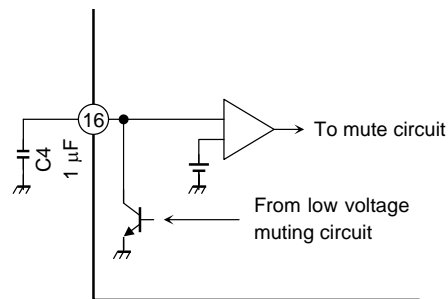 16
To mute circuit
C4
1 μF
From low voltage
muting circuit